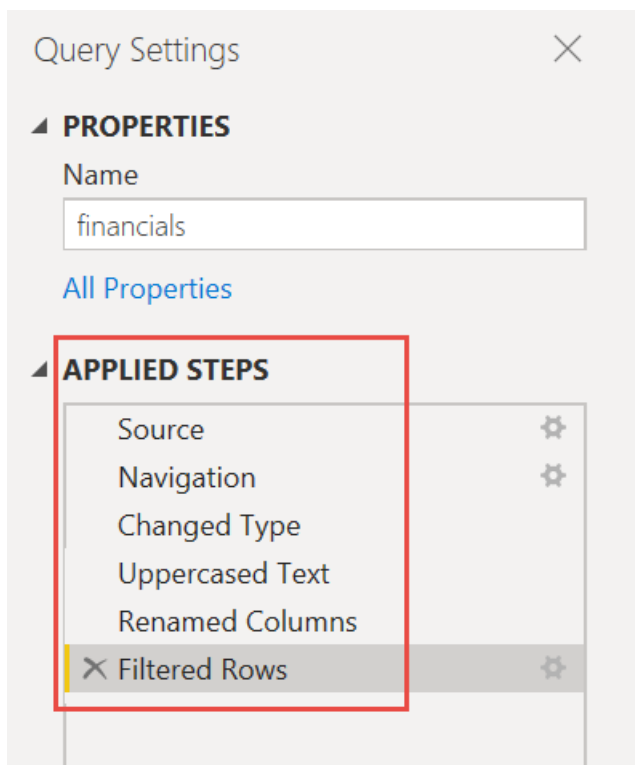 Query Settings
PROPERTIES
Name
financials
All Properties
APPLIED STEPS
Source
Navigation
Changed Type
Uppercased Text
Renamed Columns
Filtered Rows